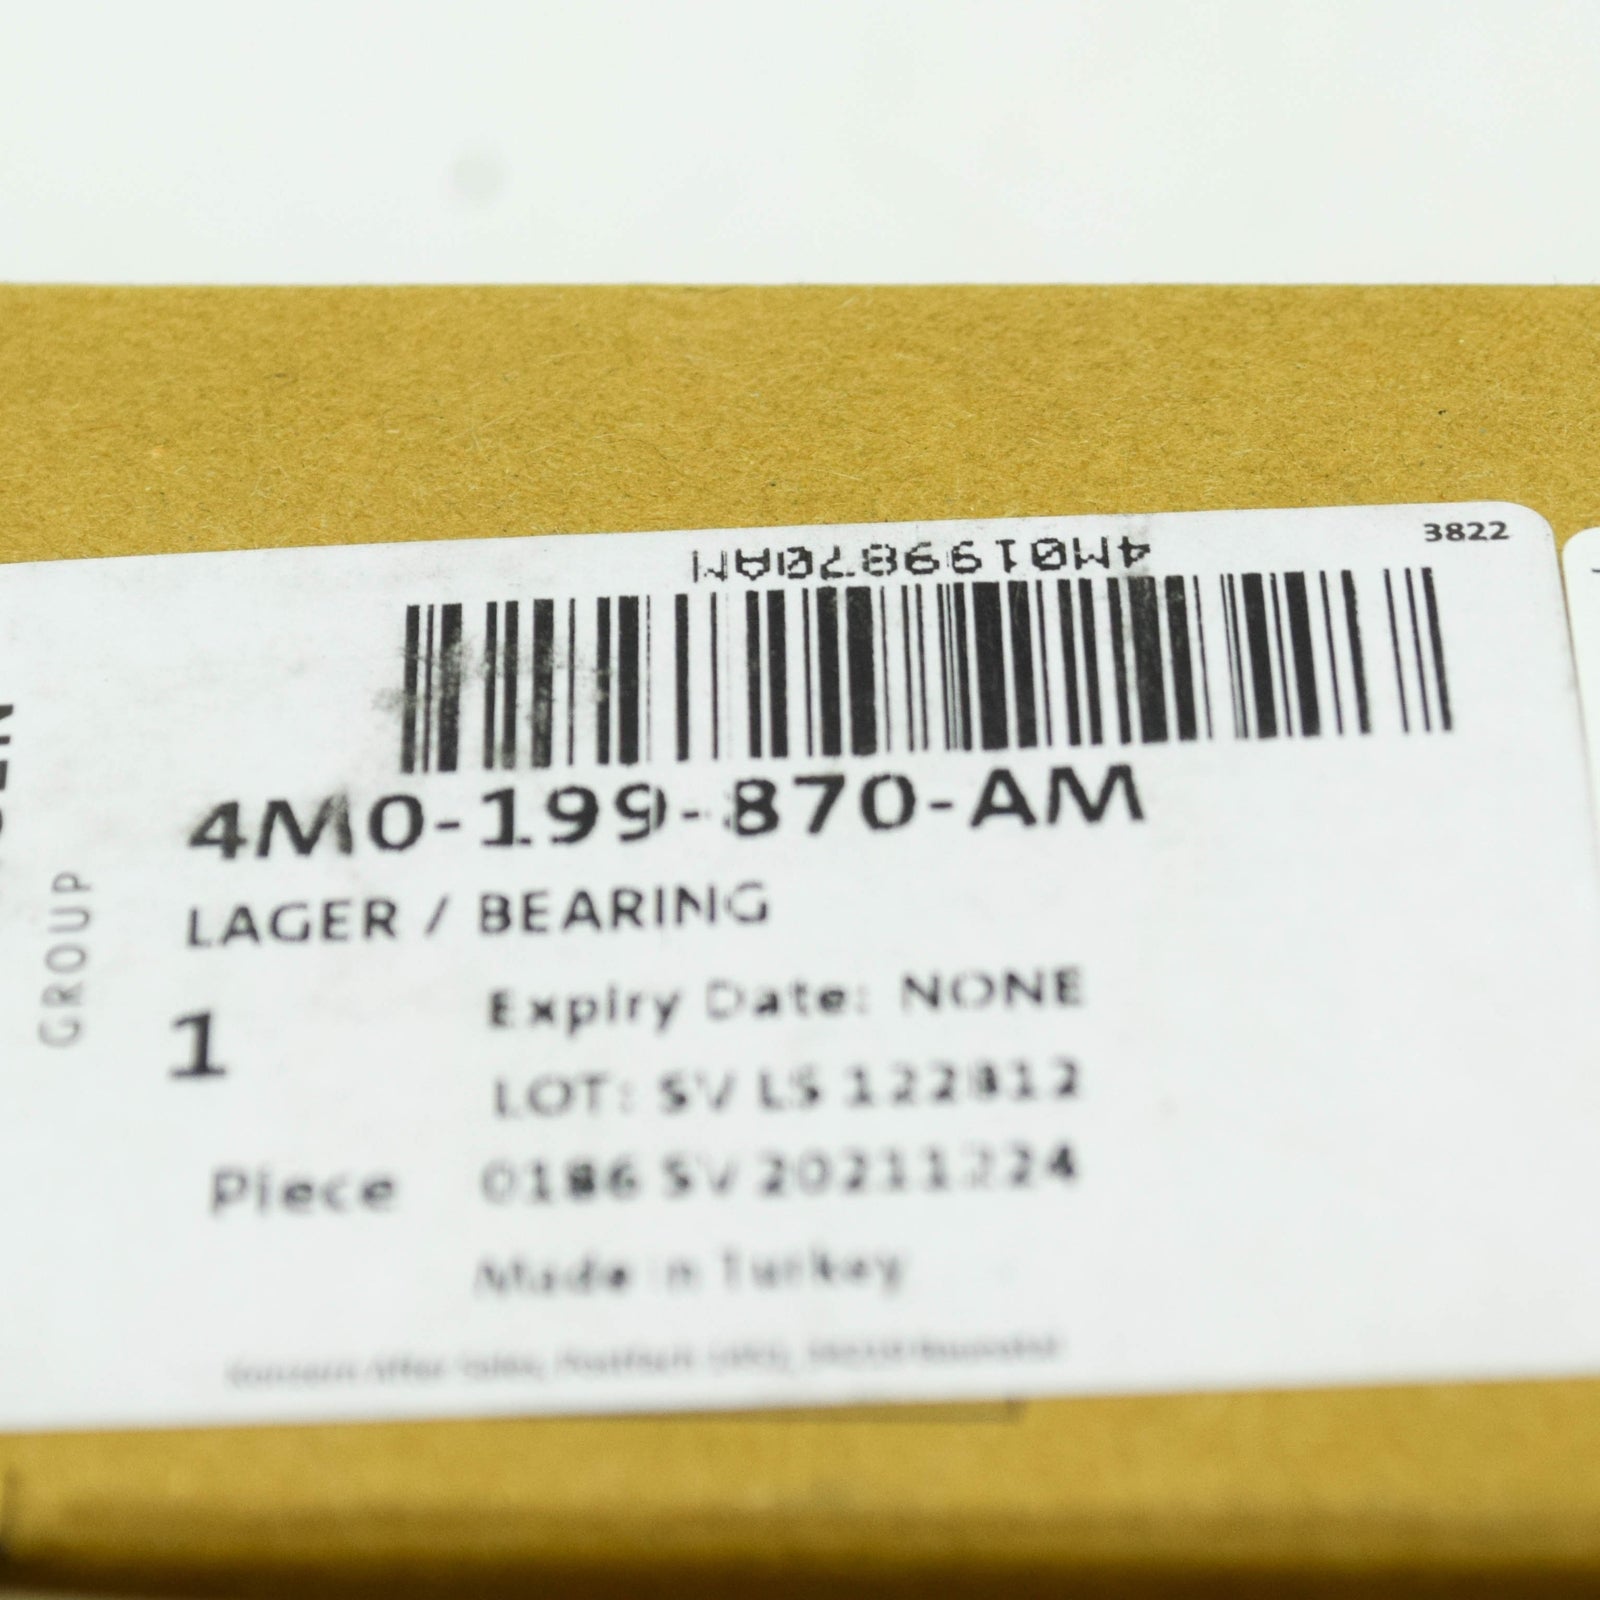 3822
4M0199870AM
4M0-199-870-AM
LAGER / BEARING
GROUP
1
Expiry Date: NONE
LOT: SV LS 122812
Piece
0186 SV 20211224
Made in Turkey